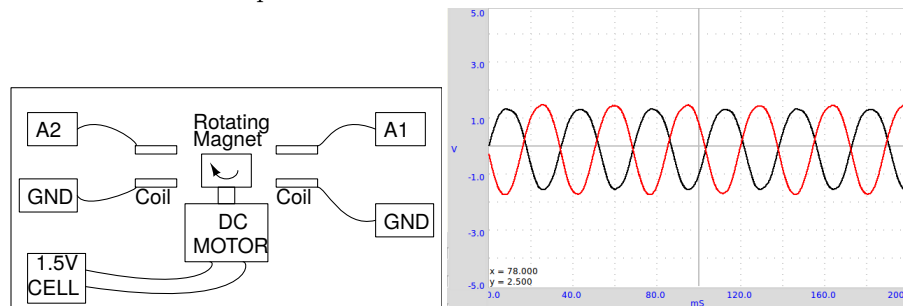 A2
Rotating
Magnet
A1
GND
Coil
Coil
GND
DC
MOTOR
1.5V
CELL
5.0
3.0
1.0
V
-1.0
-3.0
-5.0
x = 78.000
y = 2.500
0.0 40.0 80.0 120.0 160.0 200
mS